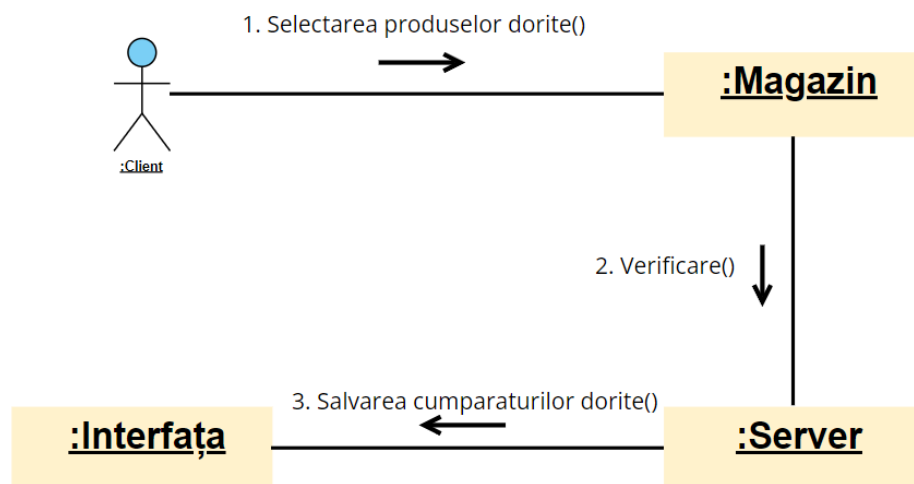 1. Selectarea produselor dorite()
:Magazin
:Client
2. Verificare()
3. Salvarea cumparaturilor dorite()
:Interfața
:Server